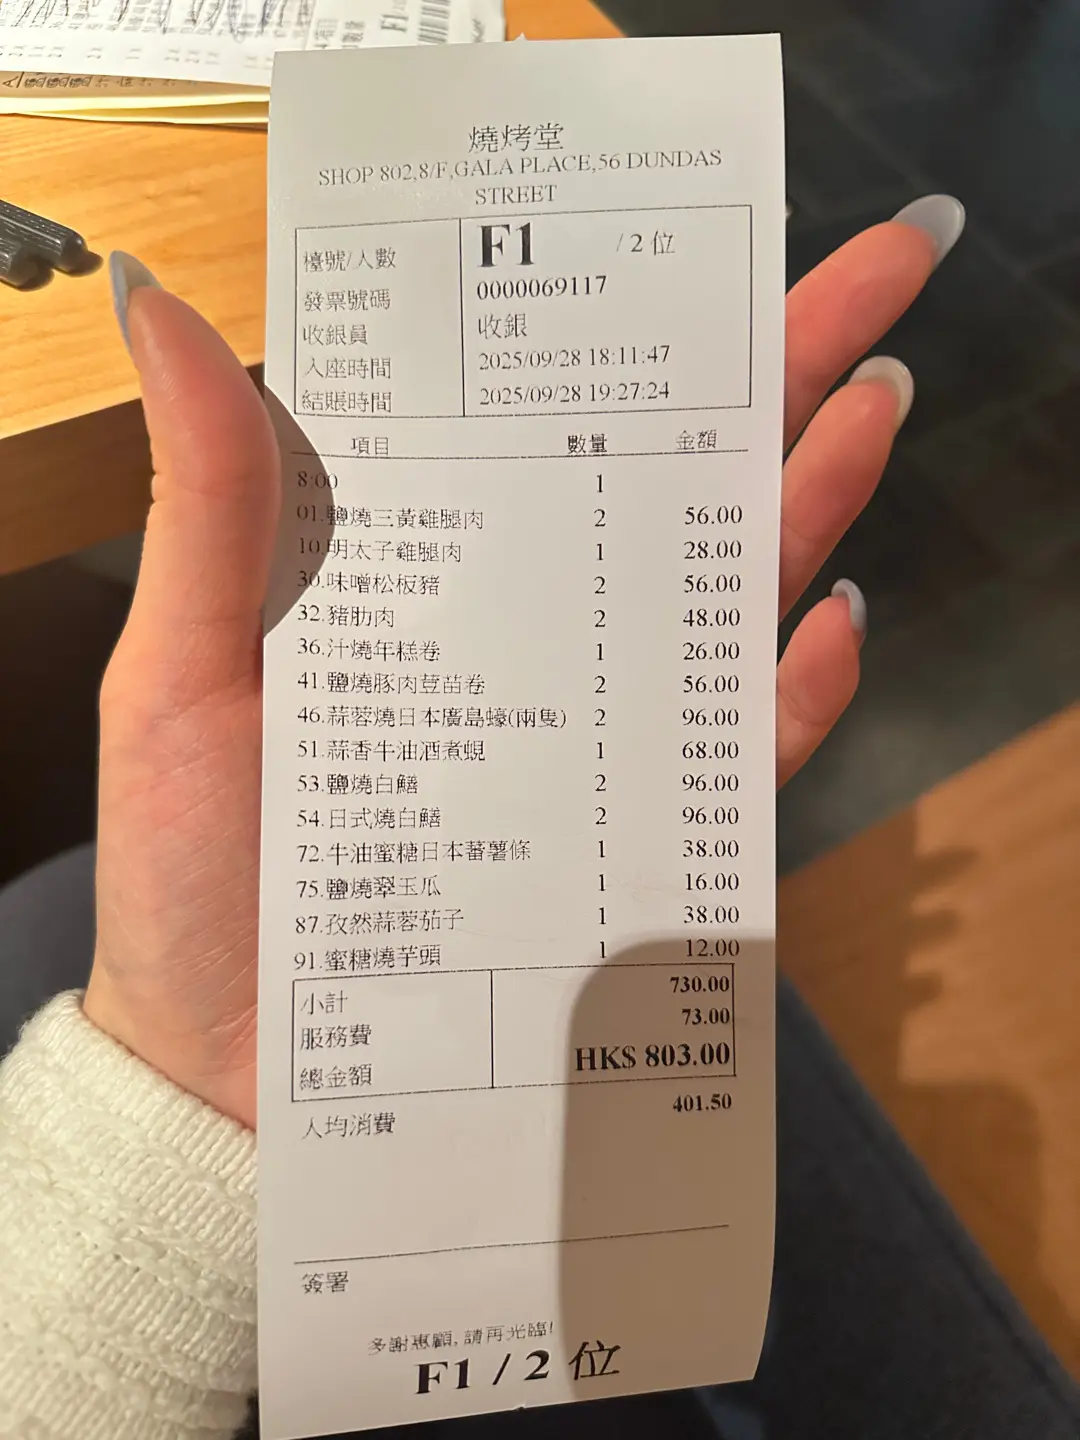 燒烤堂
SHOP 802,8/F,GALA PLACE,56 DUNDAS
STREET
檯號/人數 F1 / 2 位
發票號碼 0000069117
收銀員 收銀
入座時間 2025/09/28 18:11:47
結賬時間 2025/09/28 19:27:24
項目 數量 金額
8:00 1
01.鹽燒三黃雞腿肉 2 56.00
10.明太子雞腿肉 1 28.00
30.味噌松板豬 2 56.00
32.豬肋肉 2 48.00
36.汁燒年糕卷 1 26.00
41.鹽燒豚肉荳苗卷 2 56.00
46.蒜蓉燒日本廣島蠔(兩隻) 2 96.00
51.蒜香牛油酒煮蜆 1 68.00
53.鹽燒白鱔 2 96.00
54.日式燒白鱔 2 96.00
72.牛油蜜糖日本蕃薯條 1 38.00
75.鹽燒翠玉瓜 1 16.00
87.孜然蒜蓉茄子 1 38.00
91.蜜糖燒芋頭 1 12.00
小計 730.00
服務費 73.00
總金額 HK$ 803.00
人均消費 401.50
簽署
多謝惠顧,請再光臨!
F1 / 2 位